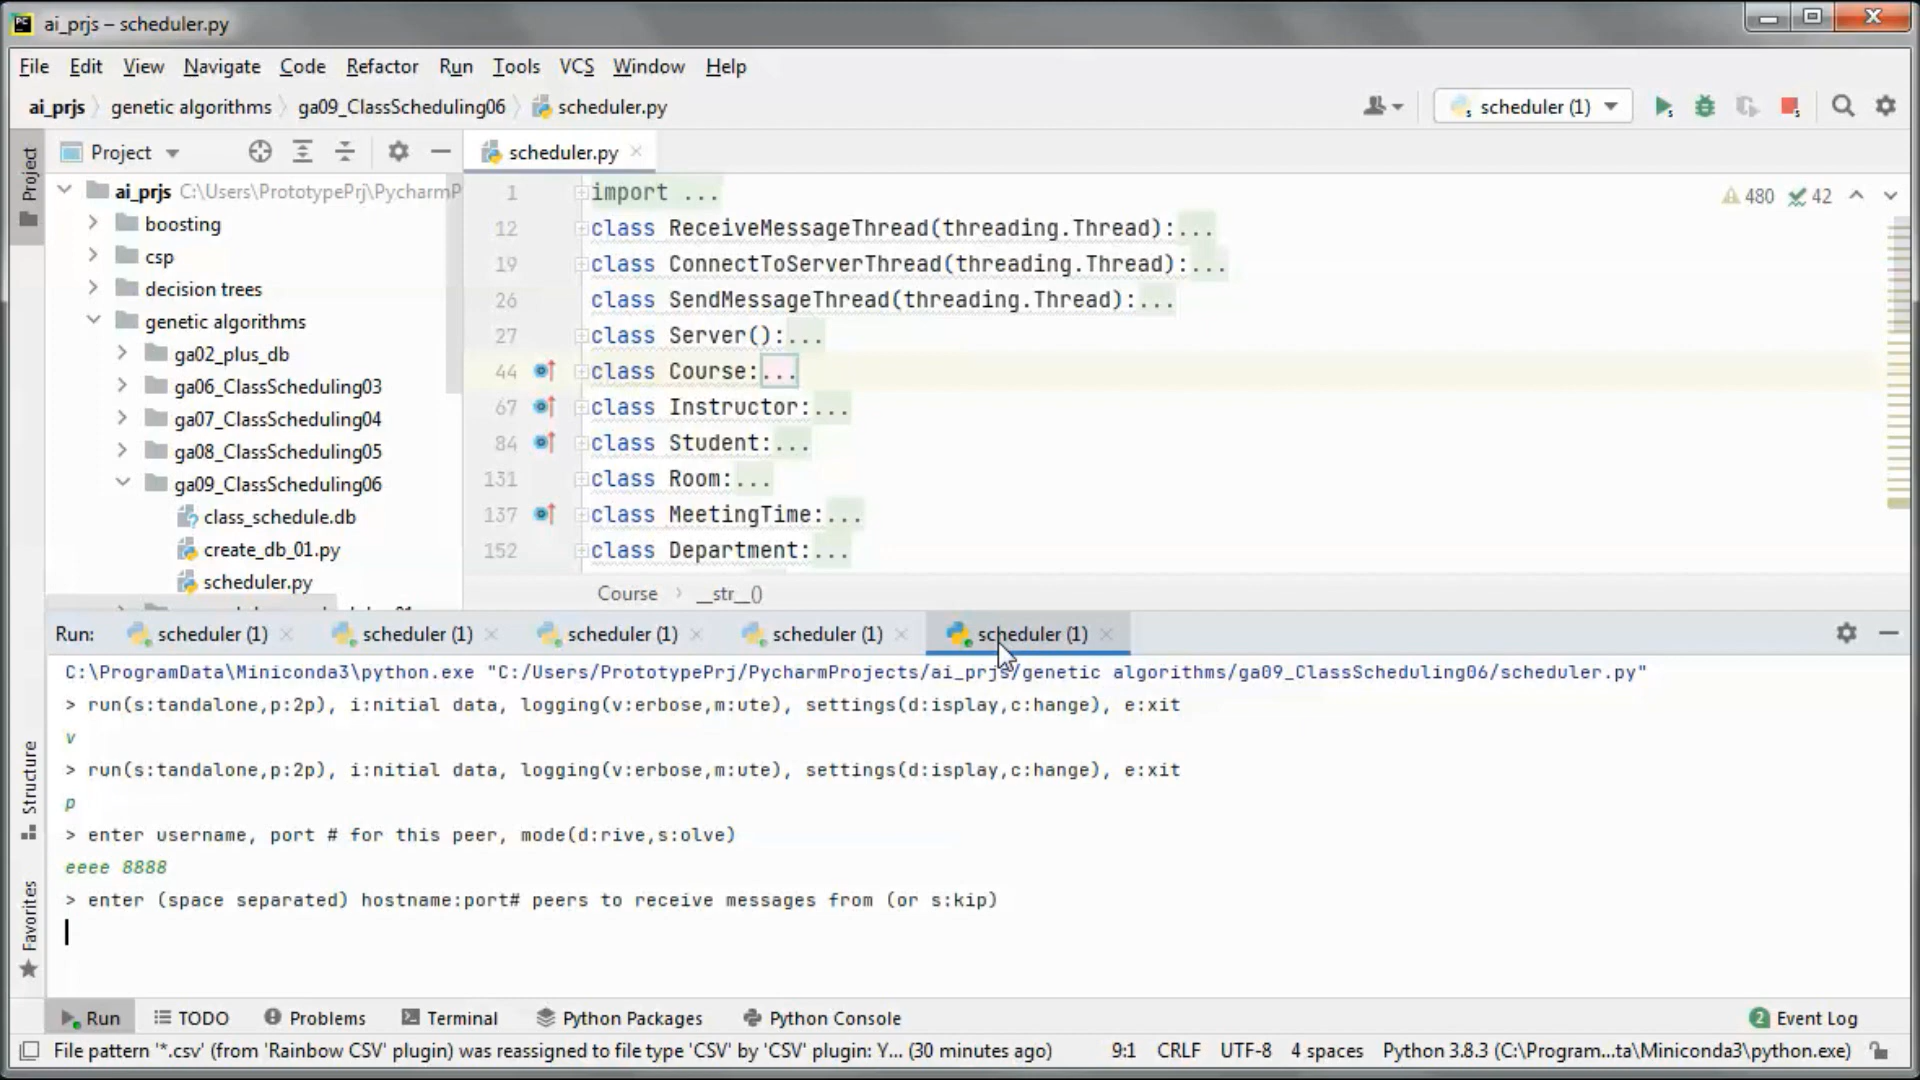 ai_prjs – scheduler.py
File Edit View Navigate Code Refactor Run Tools VCS Window Help
ai_prjs genetic algorithms ga09_ClassScheduling06 scheduler.py
scheduler (1)
Project
Project
scheduler.py
ai_prjs C:\Users\PrototypePrj\PycharmP
boosting
csp
decision trees
genetic algorithms
ga02_plus_db
ga06_ClassScheduling03
ga07_ClassScheduling04
ga08_ClassScheduling05
ga09_ClassScheduling06
class_schedule.db
create_db_01.py
scheduler.py
480 42
1 import ...
12 class ReceiveMessageThread(threading.Thread):...
19 class ConnectToServerThread(threading.Thread):...
26 class SendMessageThread(threading.Thread):...
27 class Server():...
44 class Course:...
67 class Instructor:...
84 class Student:...
131 class Room:...
137 class MeetingTime:...
152 class Department:...
Course __str__()
Run: scheduler (1) scheduler (1) scheduler (1) scheduler (1) scheduler (1)
C:\ProgramData\Miniconda3\python.exe "C:/Users/PrototypePrj/PycharmProjects/ai_prjs/genetic algorithms/ga09_ClassScheduling06/scheduler.py"
> run(s:tandalone,p:2p), i:nitial data, logging(v:erbose,m:ute), settings(d:isplay,c:hange), e:xit
v
> run(s:tandalone,p:2p), i:nitial data, logging(v:erbose,m:ute), settings(d:isplay,c:hange), e:xit
p
> enter username, port # for this peer, mode(d:rive,s:olve)
eeee 8888
> enter (space separated) hostname:port# peers to receive messages from (or s:kip)
Structure
Favorites
Run TODO Problems Terminal Python Packages Python Console 2 Event Log
File pattern '*.csv' (from 'Rainbow CSV' plugin) was reassigned to file type 'CSV' by 'CSV' plugin: Y... (30 minutes ago) 9:1 CRLF UTF-8 4 spaces Python 3.8.3 (C:\Program...ta\Miniconda3\python.exe)